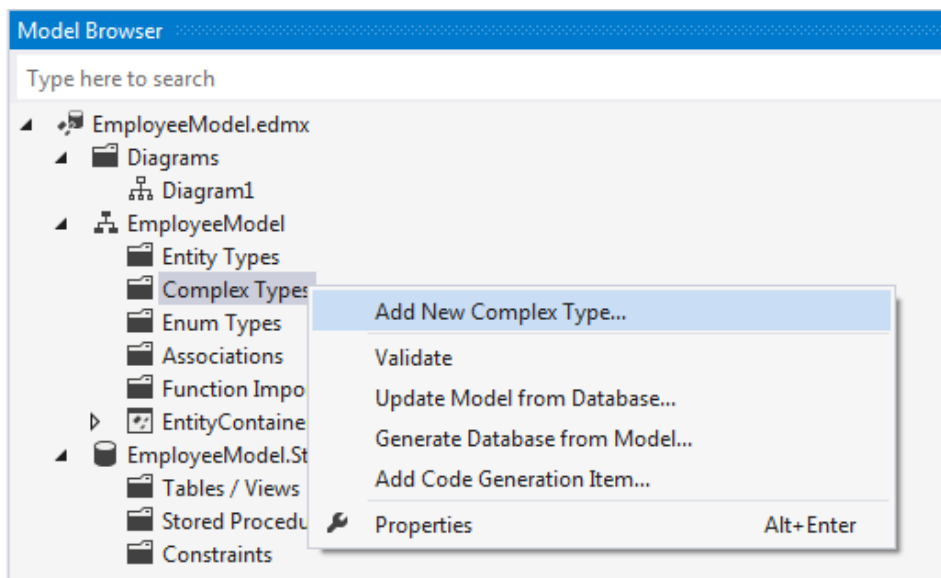 Model Browser
Type here to search
EmployeeModel.edmx
Diagrams
Diagram1
EmployeeModel
Entity Types
Complex Types
Add New Complex Type...
Enum Types
Associations
Validate
Function Impo
Update Model from Database...
EntityContaine
Generate Database from Model...
EmployeeModel.St
Add Code Generation Item...
Tables / Views
Stored Procedu
Properties Alt+Enter
Constraints